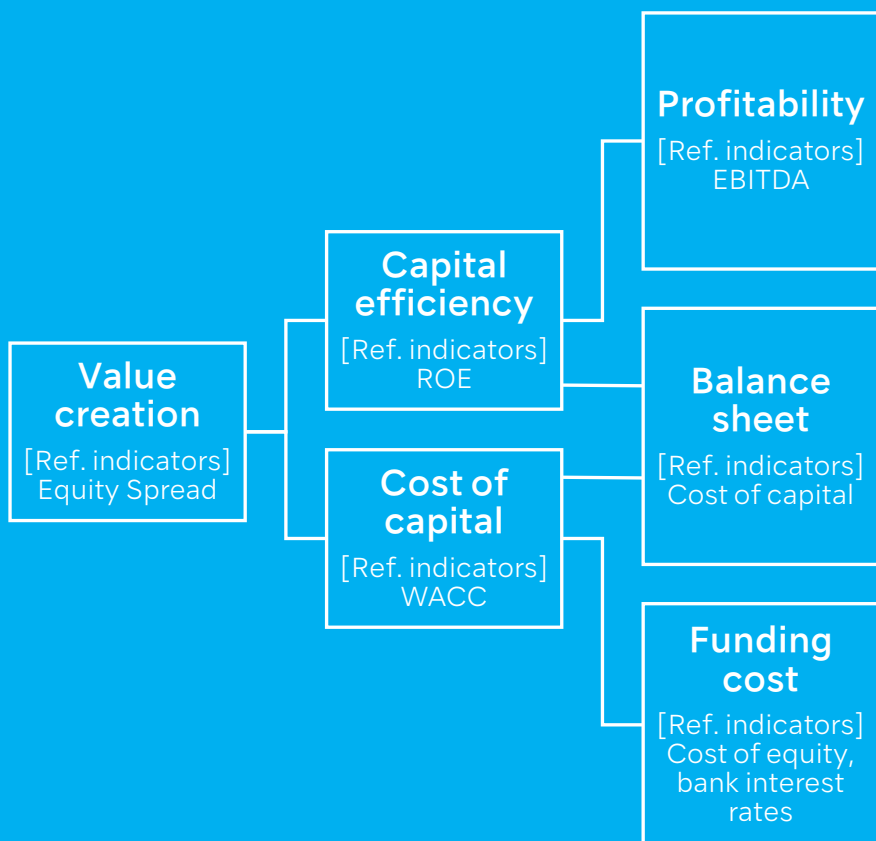 Profitability
[Ref. indicators]
EBITDA
Capital
efficiency
[Ref. indicators]
ROE
Value
creation
[Ref. indicators]
Equity Spread
Balance
sheet
[Ref. indicators]
Cost of capital
Cost of
capital
[Ref. indicators]
WACC
Funding
cost
[Ref. indicators]
Cost of equity,
bank interest
rates